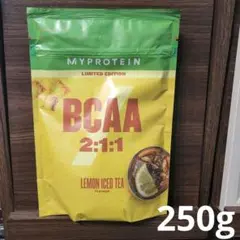 MYPROTEIN
LIMITED EDITION
BCAA
2:1:1
LEMON ICED TEA
FLAVOUR
250g